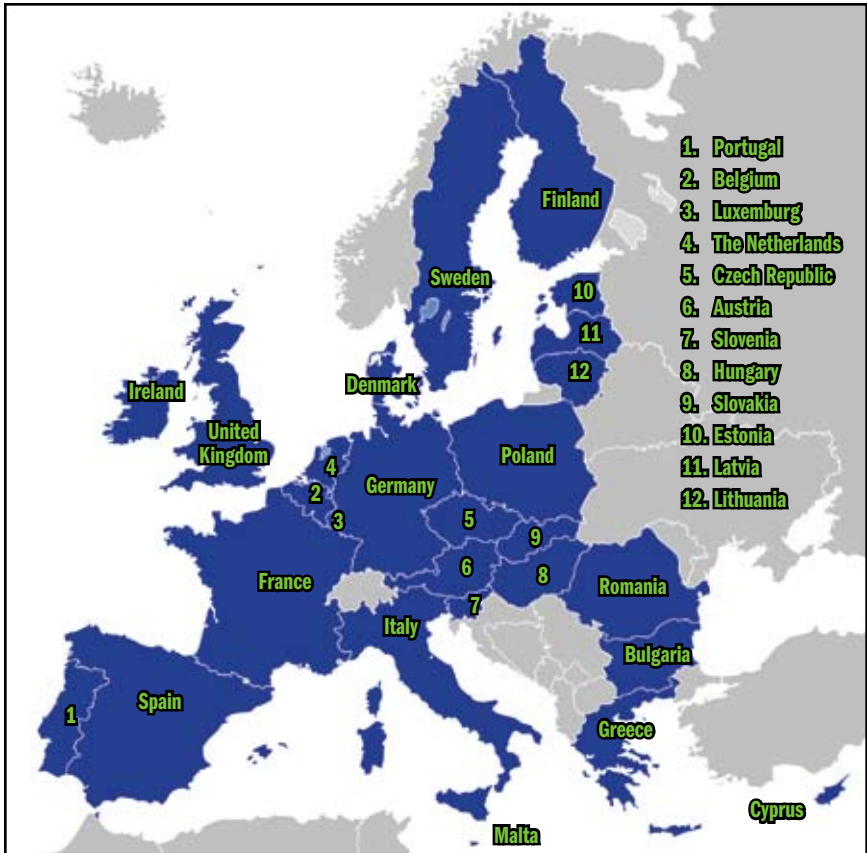 Finland
Sweden
Ireland
Denmark
United
Kingdom
Poland
Germany
France
Romania
Italy
Bulgaria
Spain
Greece
Cyprus
Malta
10
11
12
4
2
3
5
9
6
8
7
1
1. Portugal
2. Belgium
3. Luxemburg
4. The Netherlands
5. Czech Republic
6. Austria
7. Slovenia
8. Hungary
9. Slovakia
10. Estonia
11. Latvia
12. Lithuania